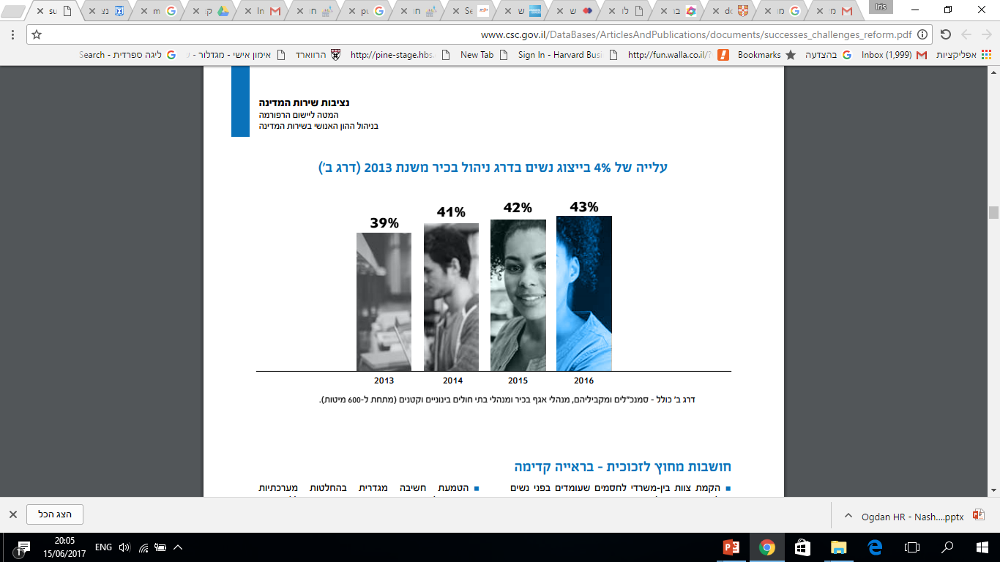 su
נצ
m
קנ
In
חו
pu
חו
Se
ש
ש
לו
בו
dc
מו
מי
Iris
www.csc.gov.il/DataBases/ArticlesAndPublications/documents/successes_challenges_reform.pdf
אפליקציות
Inbox (1,999)
בהצדעה
Bookmarks
http://fun.walla.co.il/?
Sign In - Harvard Busi
New Tab
http://pine-stage.hbs.
הרווארד
אימון אישי - מגדלור -
ליגה ספרדית - Search
נציבות שירות המדינה
המטה ליישום הרפורמה
בניהול ההון האנושי בשירות המדינה
עלייה של 4% בייצוג נשים בדרג ניהול בכיר משנת 2013 (דרג ב')
39% 41% 42% 43%
2013 2014 2015 2016
דרג ב' כולל - סמנכ"לים ומקביליהם, מנהלי אגף בכיר ומנהלי בתי חולים בינוניים וקטנים (מתחת ל-600 מיטות).
חושבות מחוץ לזכוכית - בראייה קדימה
■ הקמת צוות בין-משרדי לחסמים שעומדים בפני נשים
■ הטמעת חשיבה מגדרית בהחלטות מערכתיות
הצג הכל
Ogdan HR - Nash....pptx
1
ENG
20:05
15/06/2017